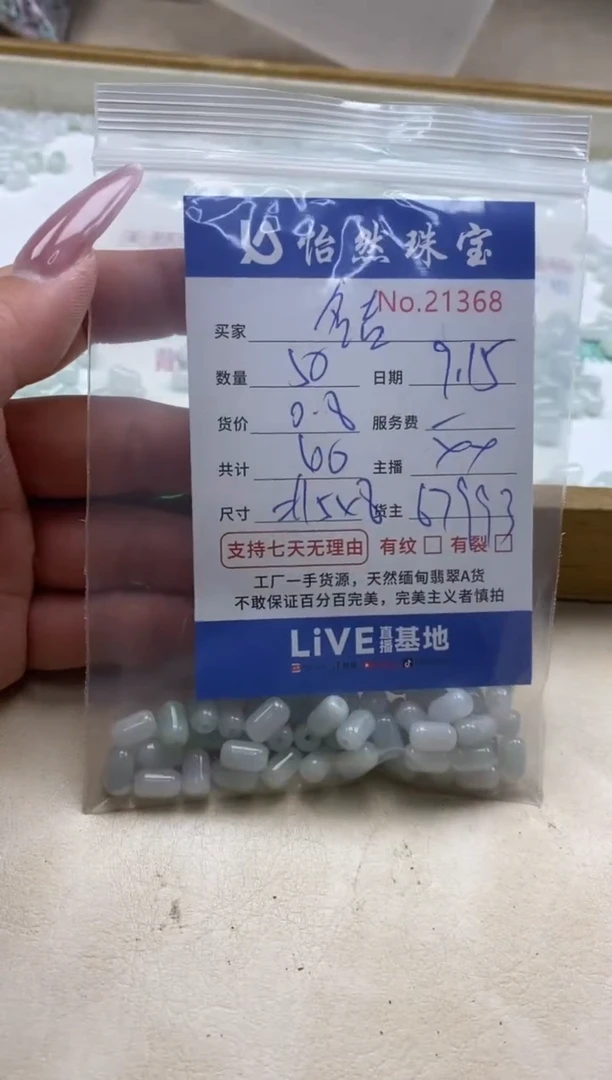 怡然珠宝
No.21368
买家
数量 50 日期 9.15
货价 0.8 服务费
共计 60 主播 XX
尺寸 货主
支持七天无理由 有纹 有裂
工厂一手货源，天然缅甸翡翠A货
不敢保证百分百完美，完美主义者慎拍
LiVE直播基地